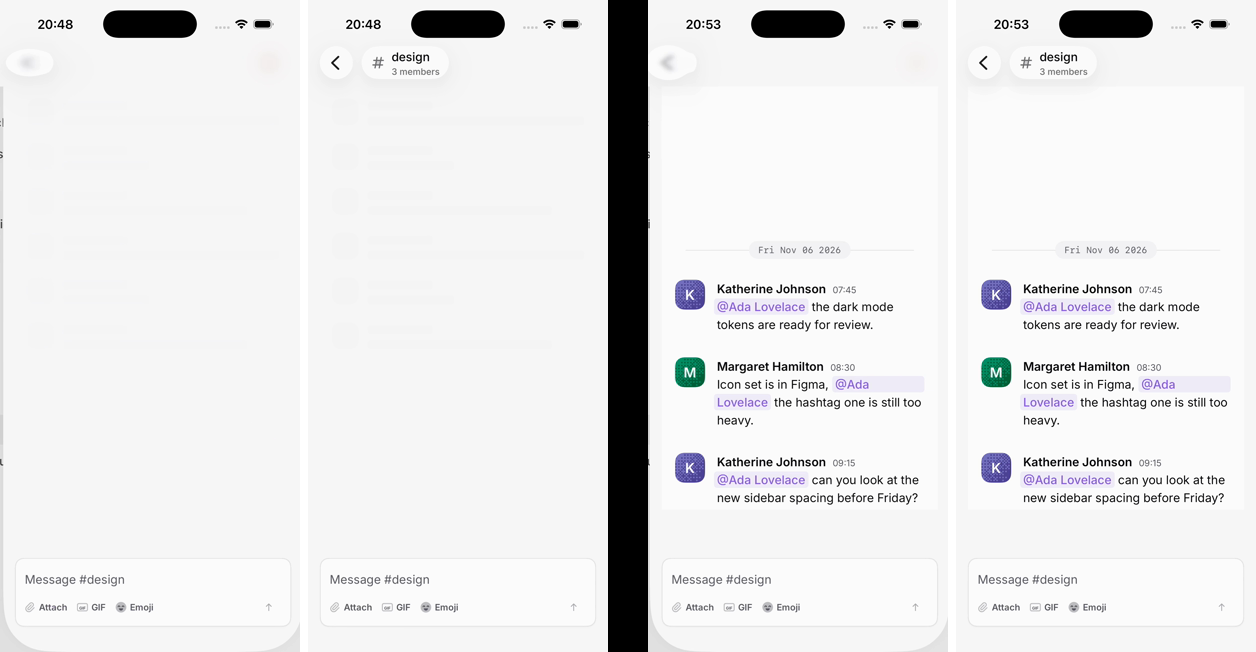 20:48
Message #design
Attach GIF Emoji
20:48
# design
3 members
Message #design
Attach GIF Emoji
20:53
Fri Nov 06 2026
K Katherine Johnson 07:45
@Ada Lovelace the dark mode
tokens are ready for review.
M Margaret Hamilton 08:30
Icon set is in Figma, @Ada
Lovelace the hashtag one is still too
heavy.
K Katherine Johnson 09:15
@Ada Lovelace can you look at the
new sidebar spacing before Friday?
Message #design
Attach GIF Emoji
20:53
# design
3 members
Fri Nov 06 2026
K Katherine Johnson 07:45
@Ada Lovelace the dark mode
tokens are ready for review.
M Margaret Hamilton 08:30
Icon set is in Figma, @Ada
Lovelace the hashtag one is still too
heavy.
K Katherine Johnson 09:15
@Ada Lovelace can you look at the
new sidebar spacing before Friday?
Message #design
Attach GIF Emoji